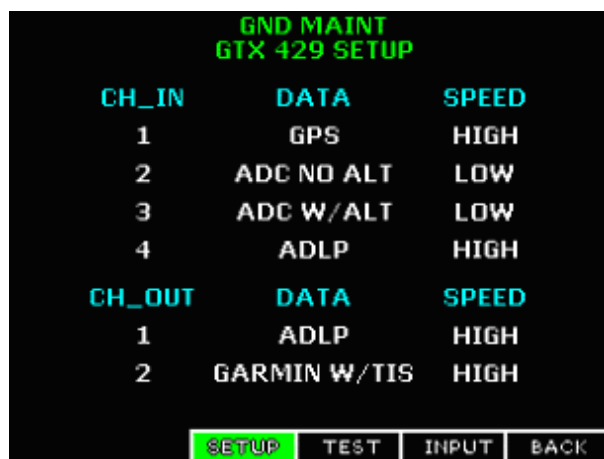 GND MAINT
GTX 429 SETUP
CH_IN DATA SPEED
1 GPS HIGH
2 ADC NO ALT LOW
3 ADC W/ALT LOW
4 ADLP HIGH
CH_OUT DATA SPEED
1 ADLP HIGH
2 GARMIN W/TIS HIGH
SETUP TEST INPUT BACK